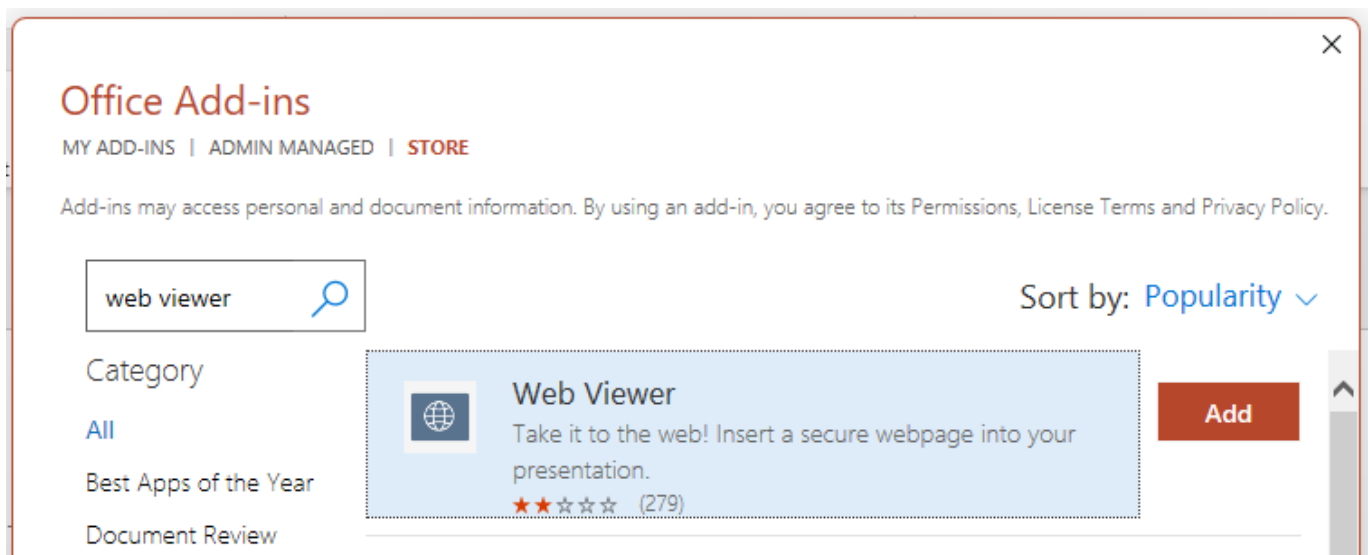 Office Add-ins
MY ADD-INS | ADMIN MANAGED | STORE
Add-ins may access personal and document information. By using an add-in, you agree to its Permissions, License Terms and Privacy Policy.
web viewer
Sort by: Popularity
Category
All
Best Apps of the Year
Document Review
Web Viewer
Take it to the web! Insert a secure webpage into your
presentation.
(279)
Add